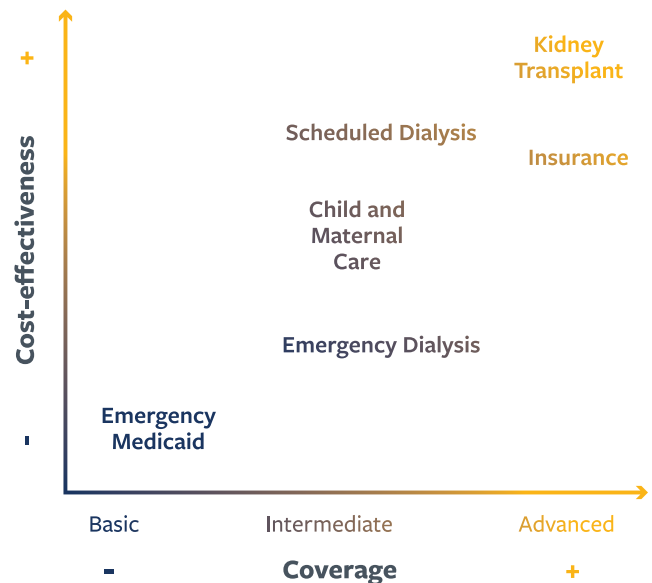 +
Kidney
Transplant
Scheduled Dialysis
Insurance
Child and
Maternal
Care
Cost-effectiveness
Emergency Dialysis
Emergency
Medicaid
-
Basic
Intermediate
Advanced
-
Coverage
+